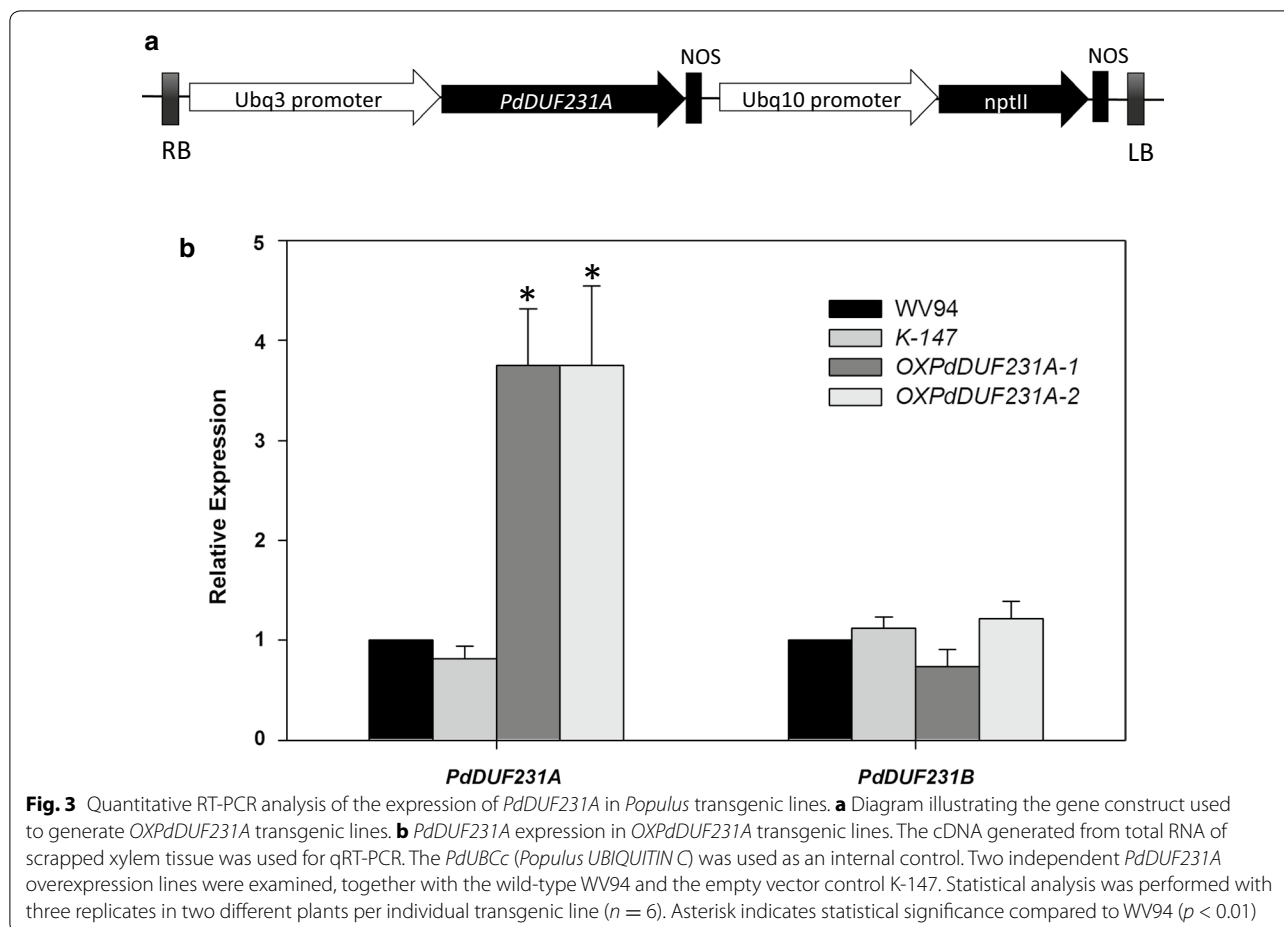 a
NOS
NOS
Ubq3 promoter
PdDUF231A
Ubq10 promoter
nptII
RB
LB
b
5
4
3
2
1
0
Relative Expression
*
*
WV94
K-147
OXPdDUF231A-1
OXPdDUF231A-2
PdDUF231A
PdDUF231B
Fig. 3 Quantitative RT-PCR analysis of the expression of PdDUF231A in Populus transgenic lines. a Diagram illustrating the gene construct used
to generate OXPdDUF231A transgenic lines. b PdDUF231A expression in OXPdDUF231A transgenic lines. The cDNA generated from total RNA of
scrapped xylem tissue was used for qRT-PCR. The PdUBCc (Populus UBIQUITIN C) was used as an internal control. Two independent PdDUF231A
overexpression lines were examined, together with the wild-type WV94 and the empty vector control K-147. Statistical analysis was performed with
three replicates in two different plants per individual transgenic line (n = 6). Asterisk indicates statistical significance compared to WV94 (p < 0.01)